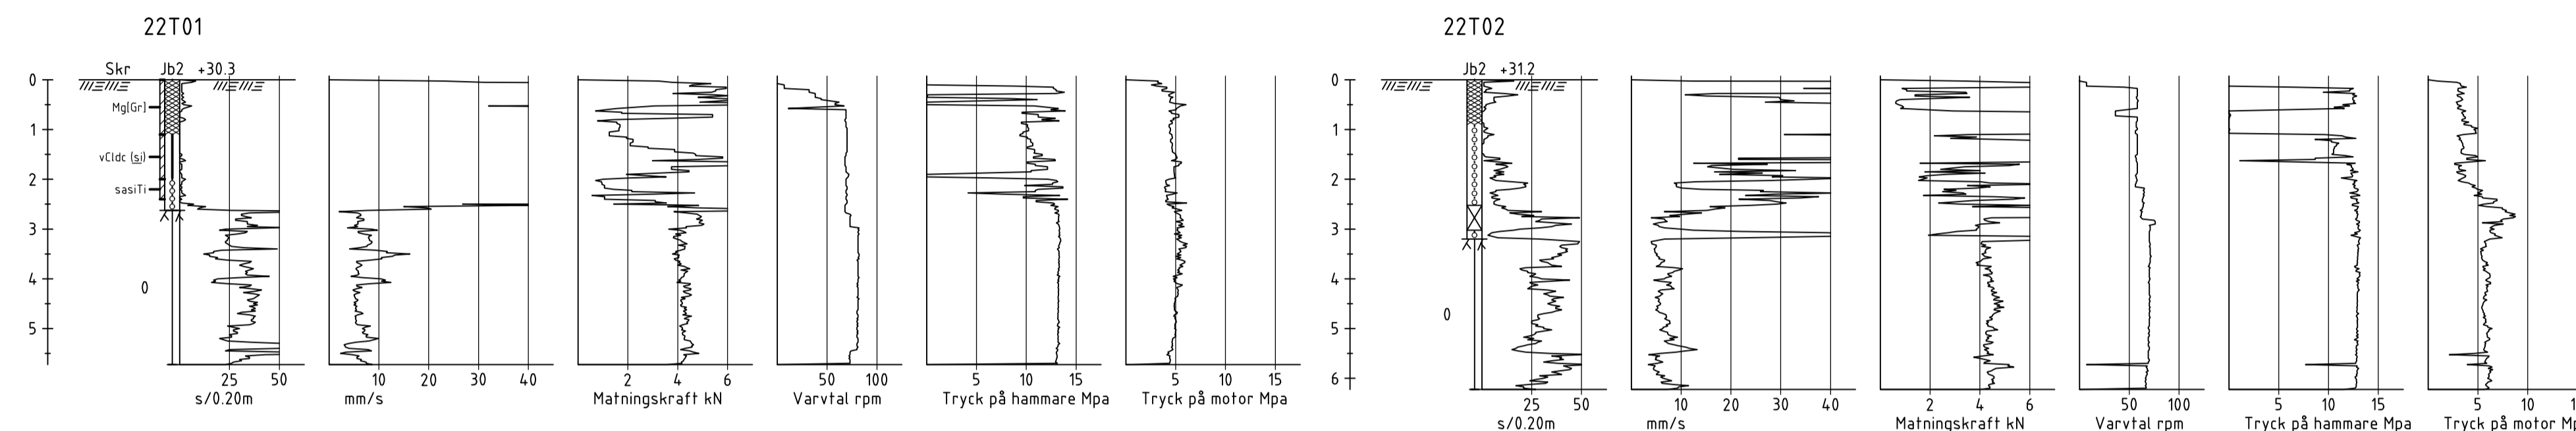 22T01
22T02
Skr Jb2 +30.3
Jb2 +31.2
0
Mg[Gr]
1
vCldc (si)
2
sasiTi
3
4
0
5
25 50
s/0.20m
10 20 30 40
mm/s
2 4 6
Matningskraft kN
50 100
Varvtal rpm
5 10 15
Tryck på hammare Mpa
5 10 15
Tryck på motor Mpa
0
1
2
3
4
0
5
6
25 50
s/0.20m
10 20 30 40
mm/s
2 4 6
Matningskraft kN
50 100
Varvtal rpm
5 10 15
Tryck på hammare Mpa
5 10
Tryck på motor